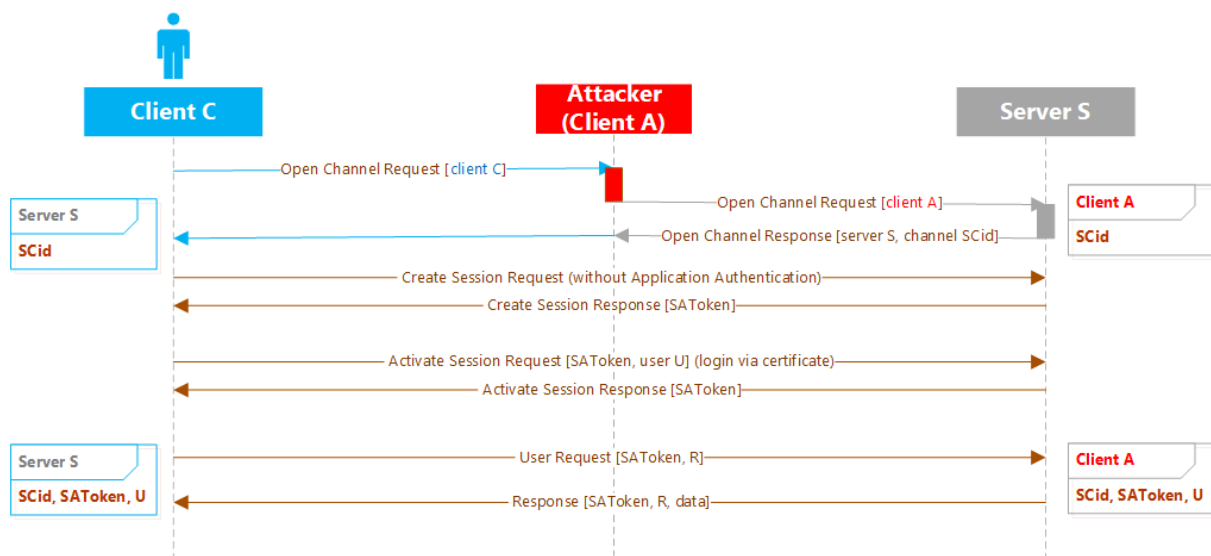 Client C
Attacker
(Client A)
Server S
Open Channel Request [client C]
Open Channel Request [client A]
Server S
SCid
Client A
SCid
Open Channel Response [server S, channel SCid]
Create Session Request (without Application Authentication)
Create Session Response [SAToken]
Activate Session Request [SAToken, user U] (login via certificate)
Activate Session Response [SAToken]
Server S
SCid, SAToken, U
User Request [SAToken, R]
Client A
SCid, SAToken, U
Response [SAToken, R, data]